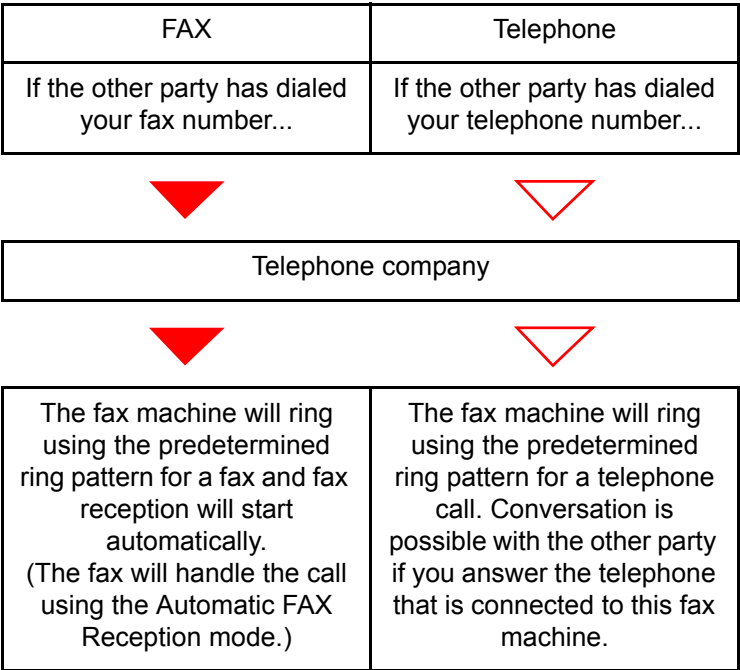 FAX
Telephone
If the other party has dialed
your fax number...
If the other party has dialed
your telephone number...
Telephone company
The fax machine will ring
using the predetermined
ring pattern for a fax and fax
reception will start
automatically.
(The fax will handle the call
using the Automatic FAX
Reception mode.)
The fax machine will ring
using the predetermined
ring pattern for a telephone
call. Conversation is
possible with the other party
if you answer the telephone
that is connected to this fax
machine.